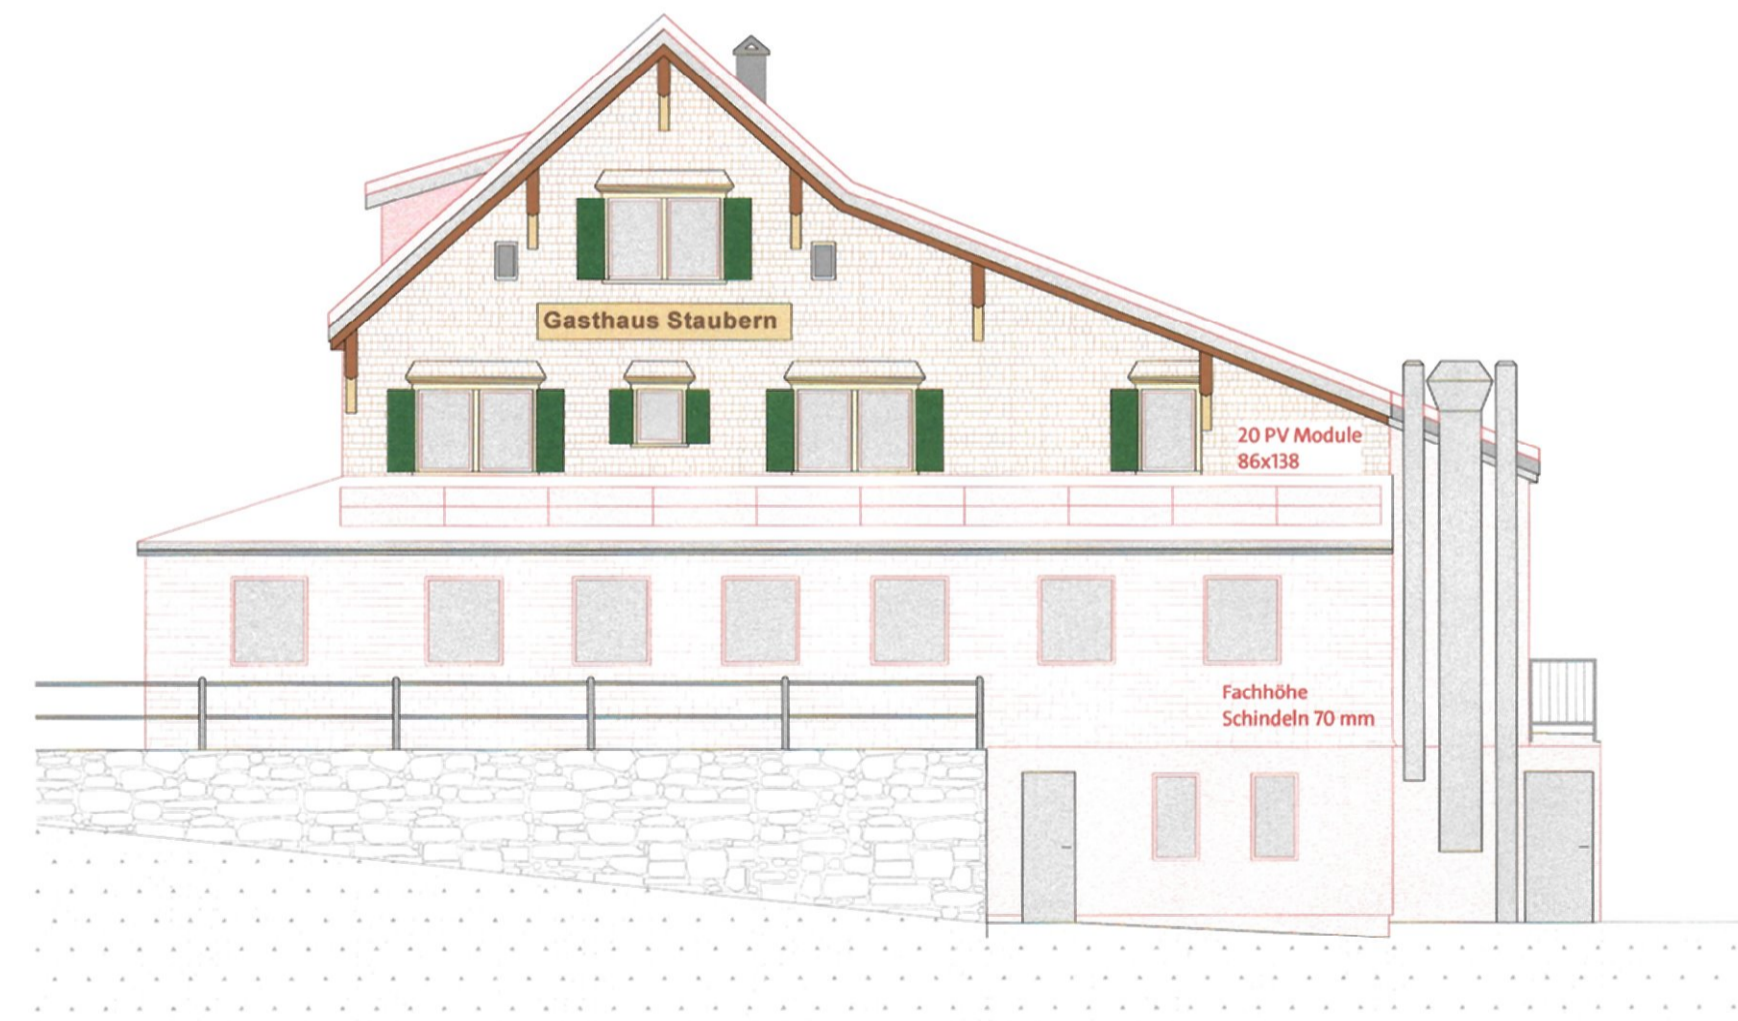 Gasthaus Staubern
20 PV Module
86x138
Fachhöhe
Schindeln 70 mm